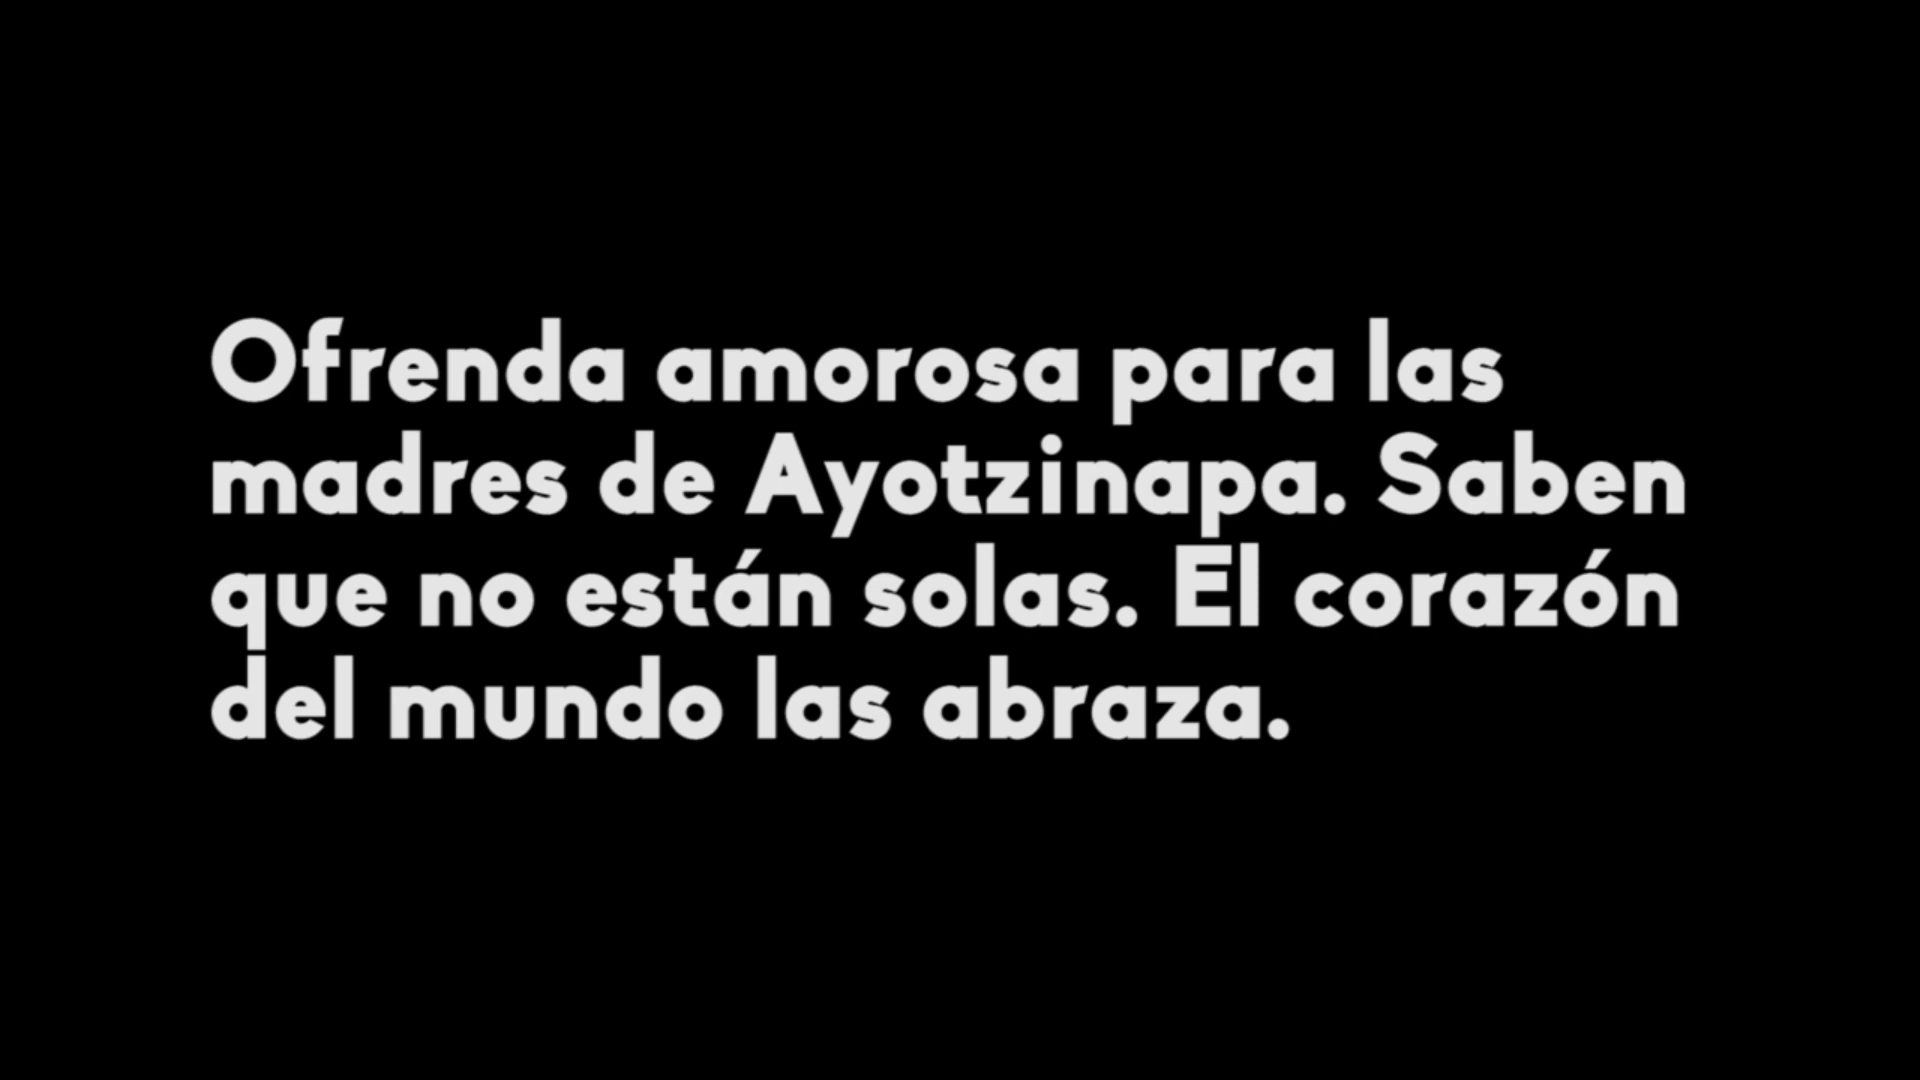 Ofrenda amorosa para las
madres de Ayotzinapa. Saben
que no están solas. El corazón
del mundo las abraza.